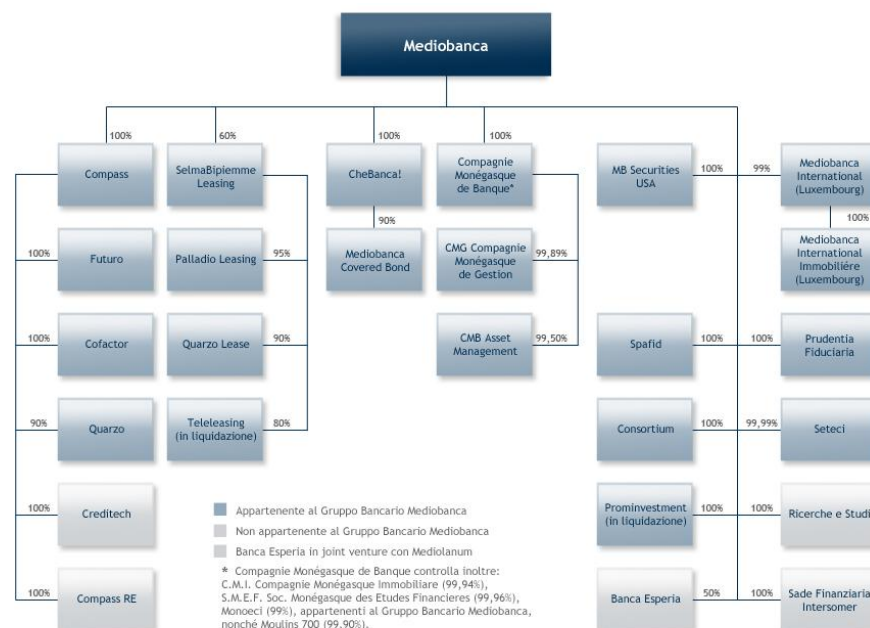 Mediobanca
100%
60%
100%
100%
Compass
SelmaBipiemme
Leasing
CheBanca!
Compagnie
Monégasque
de Banque*
MB Securities
USA
100%
99%
Mediobanca
International
(Luxembourg)
90%
100%
100%
Futuro
Palladio Leasing
95%
Mediobanca
Covered Bond
CMG Compagnie
Monégasque
de Gestion
99,89%
Mediobanca
International
Immobiliére
(Luxembourg)
100%
Cofactor
Quarzo Lease
90%
CMB Asset
Management
99,50%
Spafid
100%
100%
Prudentia
Fiduciaria
90%
Quarzo
Teleleasing
(in liquidazione)
80%
Consortium
100%
99,99%
Seteci
100%
Creditech
Prominvestment
(in liquidazione)
100%
100%
Ricerche e Studi
100%
Compass RE
Banca Esperia
50%
100%
Sade Finanziaria
Intersomer
Appartenente al Gruppo Bancario Mediobanca
Non appartenente al Gruppo Bancario Mediobanca
Banca Esperia in joint venture con Mediolanum
* Compagnie Monégasque de Banque controlla inoltre:
C.M.I. Compagnie Monégasque Immobiliare (99,94%),
S.M.E.F. Soc. Monégasque des Etudes Financieres (99,96%),
Monoeci (99%), appartenenti al Gruppo Bancario Mediobanca,
nonché Moulins 700 (99,90%).